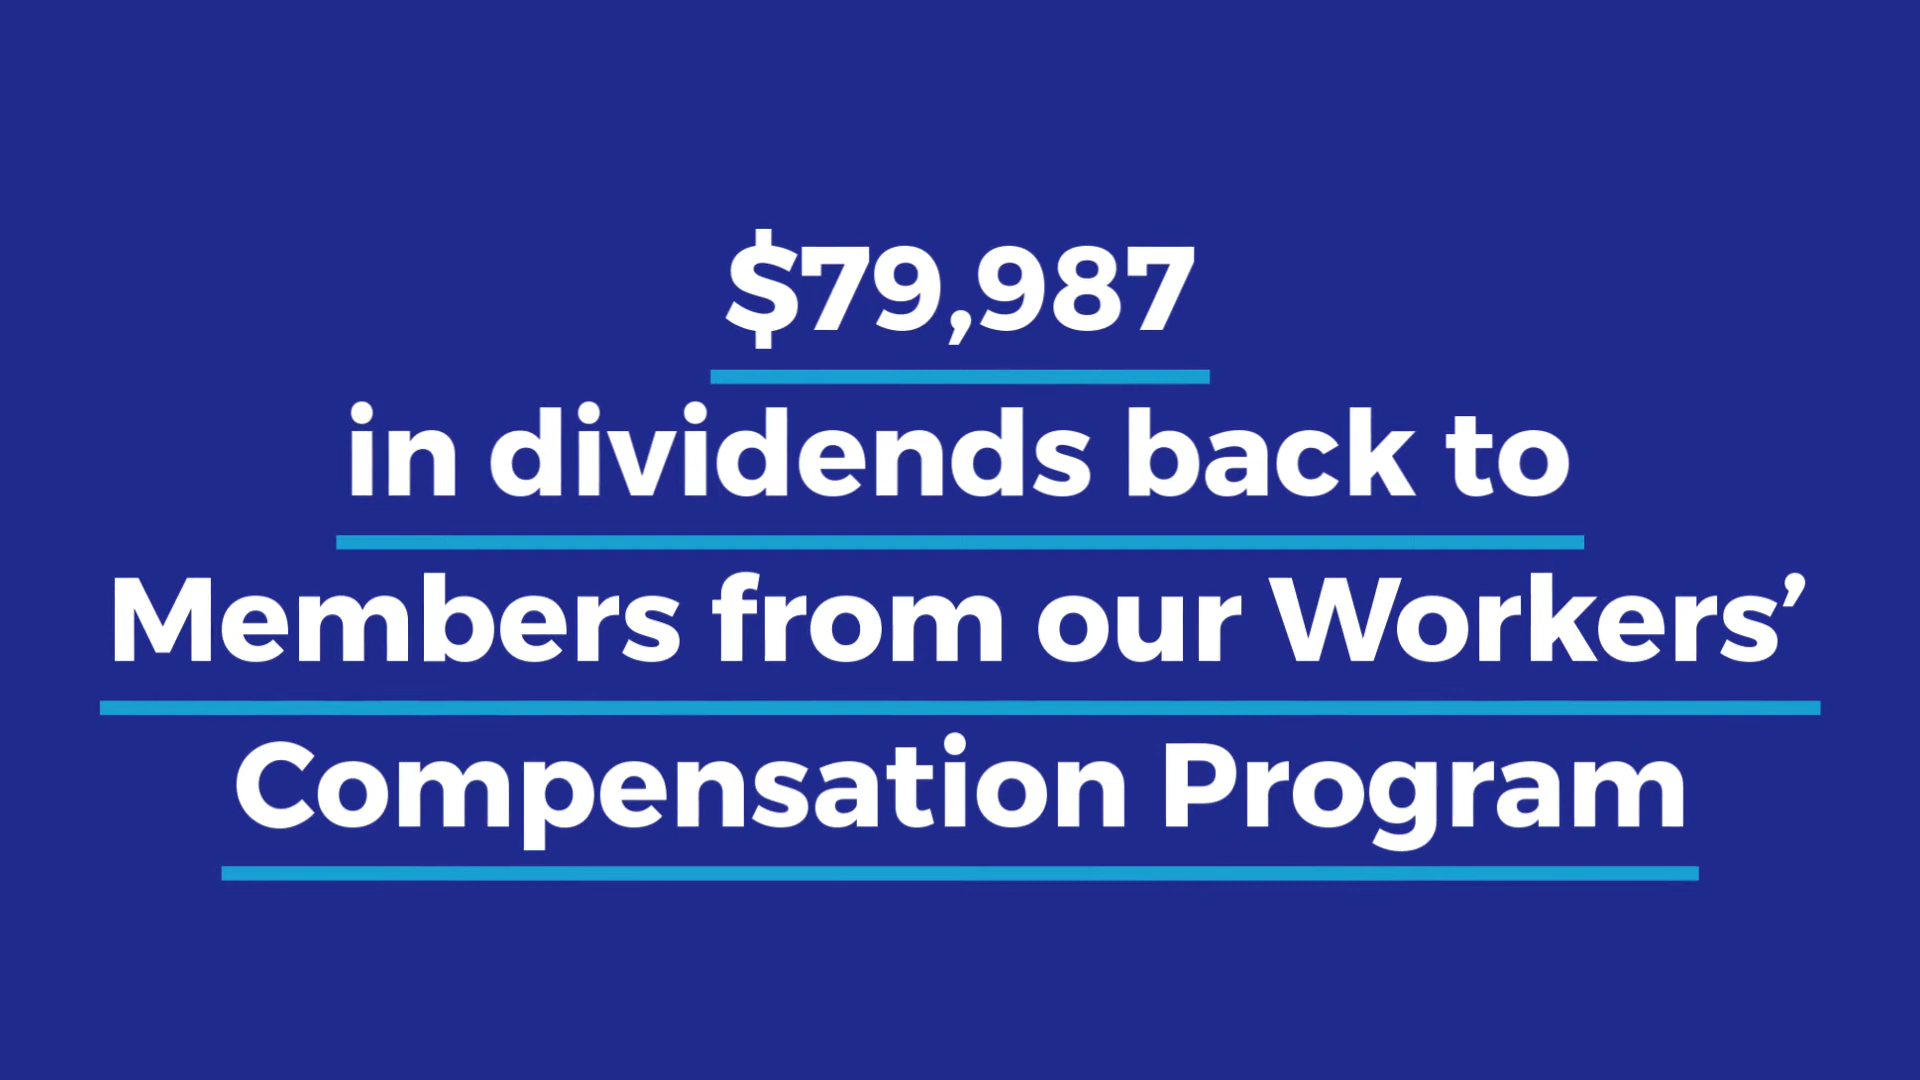 $79,987
in dividends back to
Members from our Workers’
Compensation Program